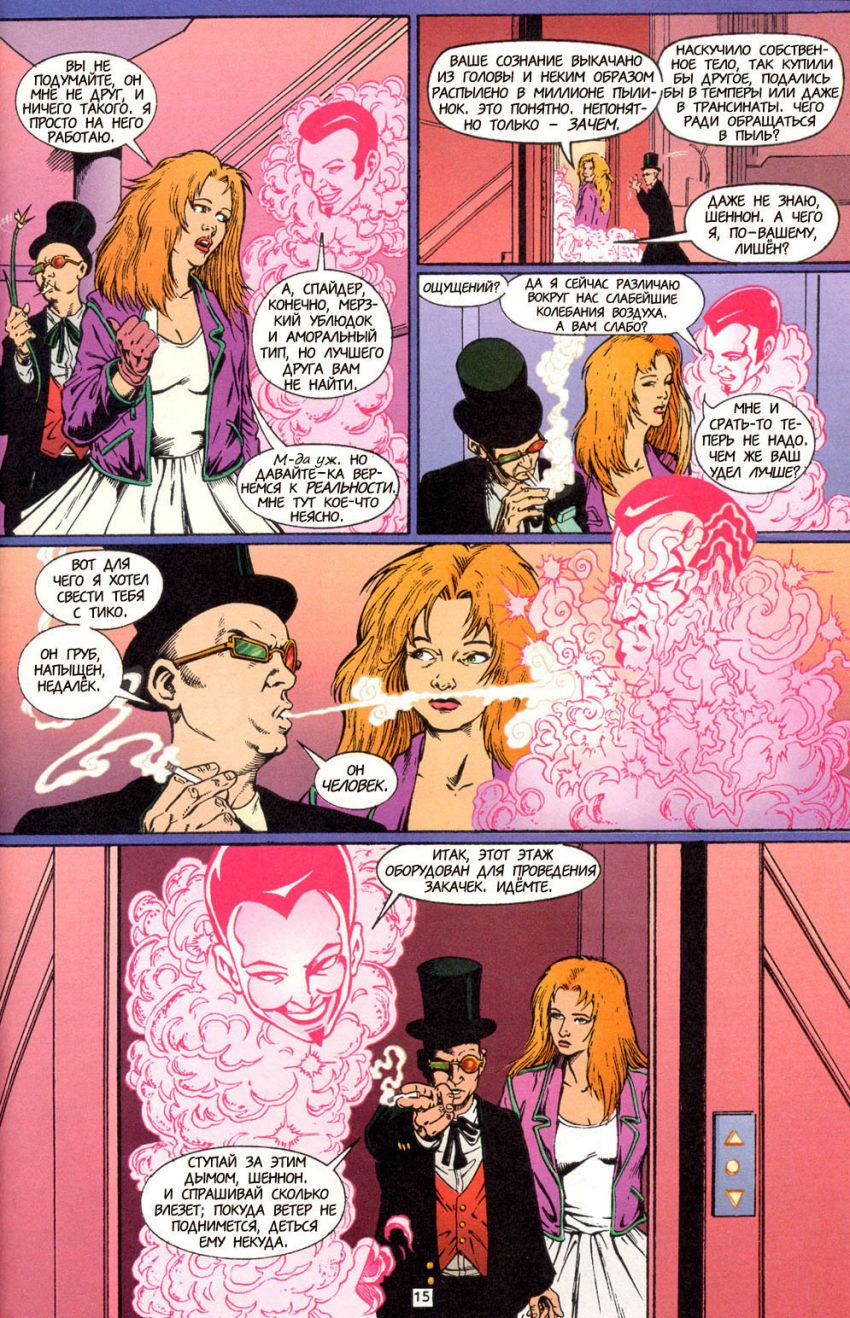 ВЫ НЕ
ПОДУМАЙТЕ, ОН
МНЕ НЕ ДРУГ, И
НИЧЕГО ТАКОГО. Я
ПРОСТО НА НЕГО
РАБОТАЮ.
А, СПАЙДЕР,
КОНЕЧНО, МЕРЗ-
КИЙ УБЛЮДОК
И АМОРАЛЬНЫЙ
ТИП, НО ЛУЧШЕГО
ДРУГА ВАМ
НЕ НАЙТИ.
М-да уж. НО
ДАВАЙТЕ-КА ВЕР-
НЕМСЯ К РЕАЛЬНОСТИ.
МНЕ ТУТ КОЕ-ЧТО
НЕЯСНО.
ВАШЕ СОЗНАНИЕ ВЫКАЧАНО
ИЗ ГОЛОВЫ И НЕКИМ ОБРАЗОМ
РАСПЫЛЕНО В МИЛЛИОНЕ ПЫЛИ-
НОК. ЭТО ПОНЯТНО. НЕПОНЯТ-
НО ТОЛЬКО – ЗАЧЕМ.
НАСКУЧИЛО СОБСТВЕН-
НОЕ ТЕЛО, ТАК КУПИЛИ
БЫ ДРУГОЕ, ПОДАЛИСЬ
БЫ В ТЕМПЕРЫ ИЛИ ДАЖЕ
В ТРАНСИНАТЫ. ЧЕГО
РАДИ ОБРАЩАТЬСЯ
В ПЫЛЬ?
ДАЖЕ НЕ ЗНАЮ,
ШЕННОН. А ЧЕГО
Я, ПО-ВАШЕМУ,
ЛИШЁН?
ОЩУЩЕНИЙ?
ДА Я СЕЙЧАС РАЗЛИЧАЮ
ВОКРУГ НАС СЛАБЕЙШИЕ
КОЛЕБАНИЯ ВОЗДУХА.
А ВАМ СЛАБО?
МНЕ И
СРАТЬ-ТО ТЕ-
ПЕРЬ НЕ НАДО.
ЧЕМ ЖЕ ВАШ
УДЕЛ ЛУЧШЕ?
ВОТ ДЛЯ
ЧЕГО Я ХОТЕЛ
СВЕСТИ ТЕБЯ
С ТИКО.
ОН ГРУБ,
НАПЫЩЕН,
НЕДАЛЁК.
ОН
ЧЕЛОВЕК.
ИТАК, ЭТОТ ЭТАЖ
ОБОРУДОВАН ДЛЯ ПРОВЕДЕНИЯ
ЗАКАЧЕК. ИДЁМТЕ.
СТУПАЙ ЗА ЭТИМ
ДЫМОМ, ШЕННОН.
И СПРАШИВАЙ СКОЛЬКО
ВЛЕЗЕТ; ПОКУДА ВЕТЕР НЕ
ПОДНИМЕТСЯ, ДЕТЬСЯ
ЕМУ НЕКУДА.
15